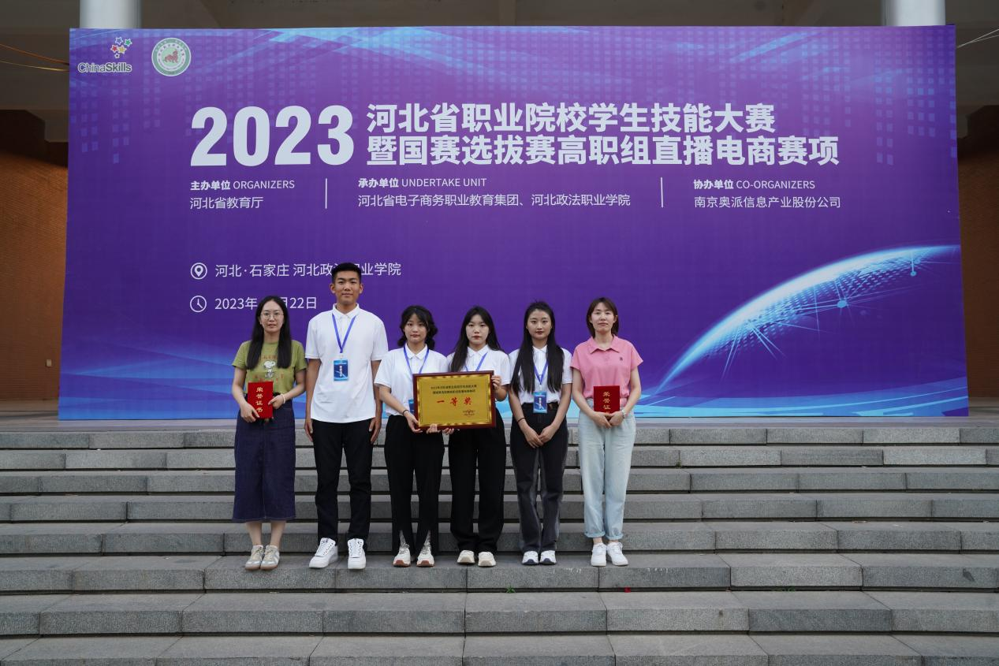 ChinaSkills
2023
河北省职业院校学生技能大赛
暨国赛选拔赛高职组直播电商赛项
主办单位 ORGANIZERS
河北省教育厅
承办单位 UNDERTAKE UNIT
河北省电子商务职业教育集团、河北政法职业学院
协办单位 CO-ORGANIZERS
南京奥派信息产业股份公司
河北·石家庄 河北政法职业学院
2023年 月22日
荣誉证书
一等奖
荣誉证